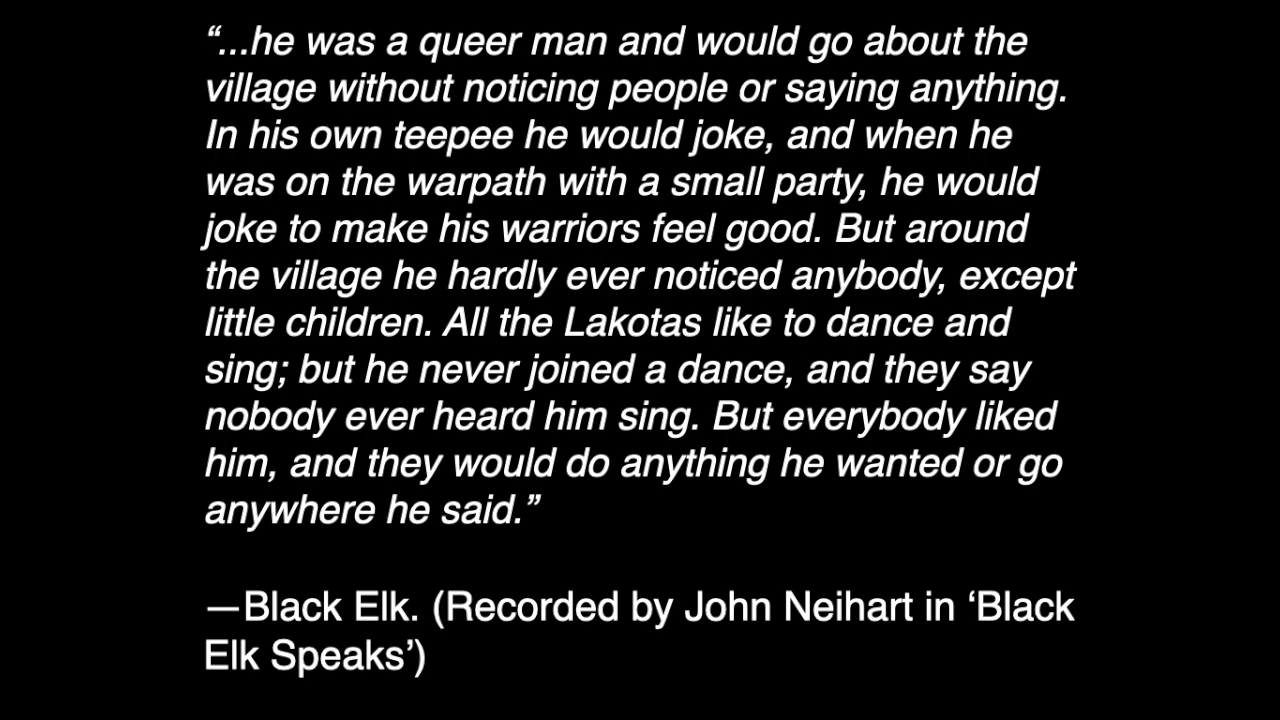 “...he was a queer man and would go about the
village without noticing people or saying anything.
In his own teepee he would joke, and when he
was on the warpath with a small party, he would
joke to make his warriors feel good. But around
the village he hardly ever noticed anybody, except
little children. All the Lakotas like to dance and
sing; but he never joined a dance, and they say
nobody ever heard him sing. But everybody liked
him, and they would do anything he wanted or go
anywhere he said.”
—Black Elk. (Recorded by John Neihart in ‘Black
Elk Speaks’)